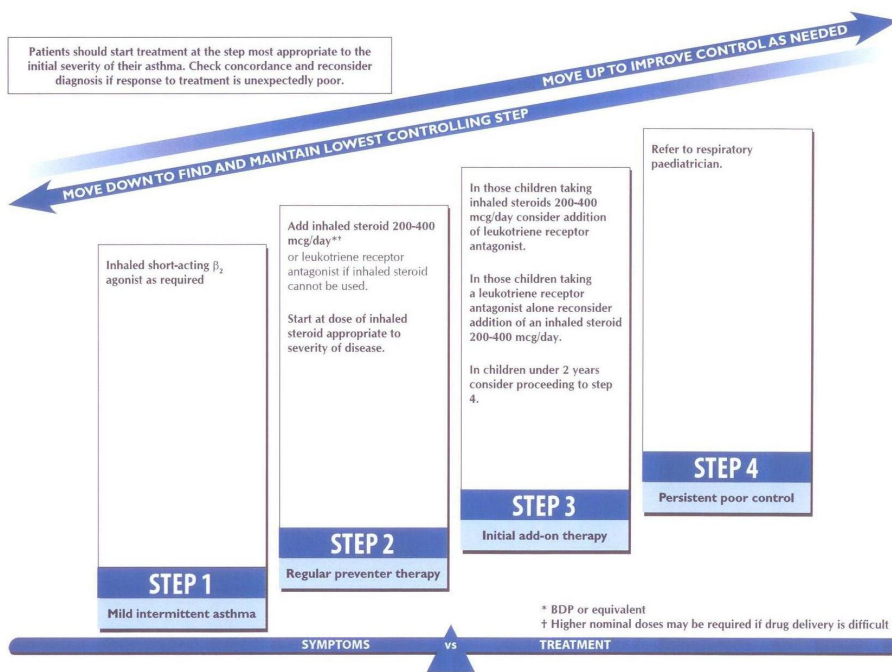 Patients should start treatment at the step most appropriate to the
initial severity of their asthma. Check concordance and reconsider
diagnosis if response to treatment is unexpectedly poor.
MOVE UP TO IMPROVE CONTROL AS NEEDED
MOVE DOWN TO FIND AND MAINTAIN LOWEST CONTROLLING STEP
Inhaled short-acting β₂
agonist as required
STEP 1
Mild intermittent asthma
Add inhaled steroid 200-400
mcg/day*†
or leukotriene receptor
antagonist if inhaled steroid
cannot be used.
Start at dose of inhaled
steroid appropriate to
severity of disease.
STEP 2
Regular preventer therapy
In those children taking
inhaled steroids 200-400
mcg/day consider addition
of leukotriene receptor
antagonist.
In those children taking
a leukotriene receptor
antagonist alone reconsider
addition of an inhaled steroid
200-400 mcg/day.
In children under 2 years
consider proceeding to step
4.
STEP 3
Initial add-on therapy
Refer to respiratory
paediatrician.
STEP 4
Persistent poor control
* BDP or equivalent
† Higher nominal doses may be required if drug delivery is difficult
SYMPTOMS vs TREATMENT